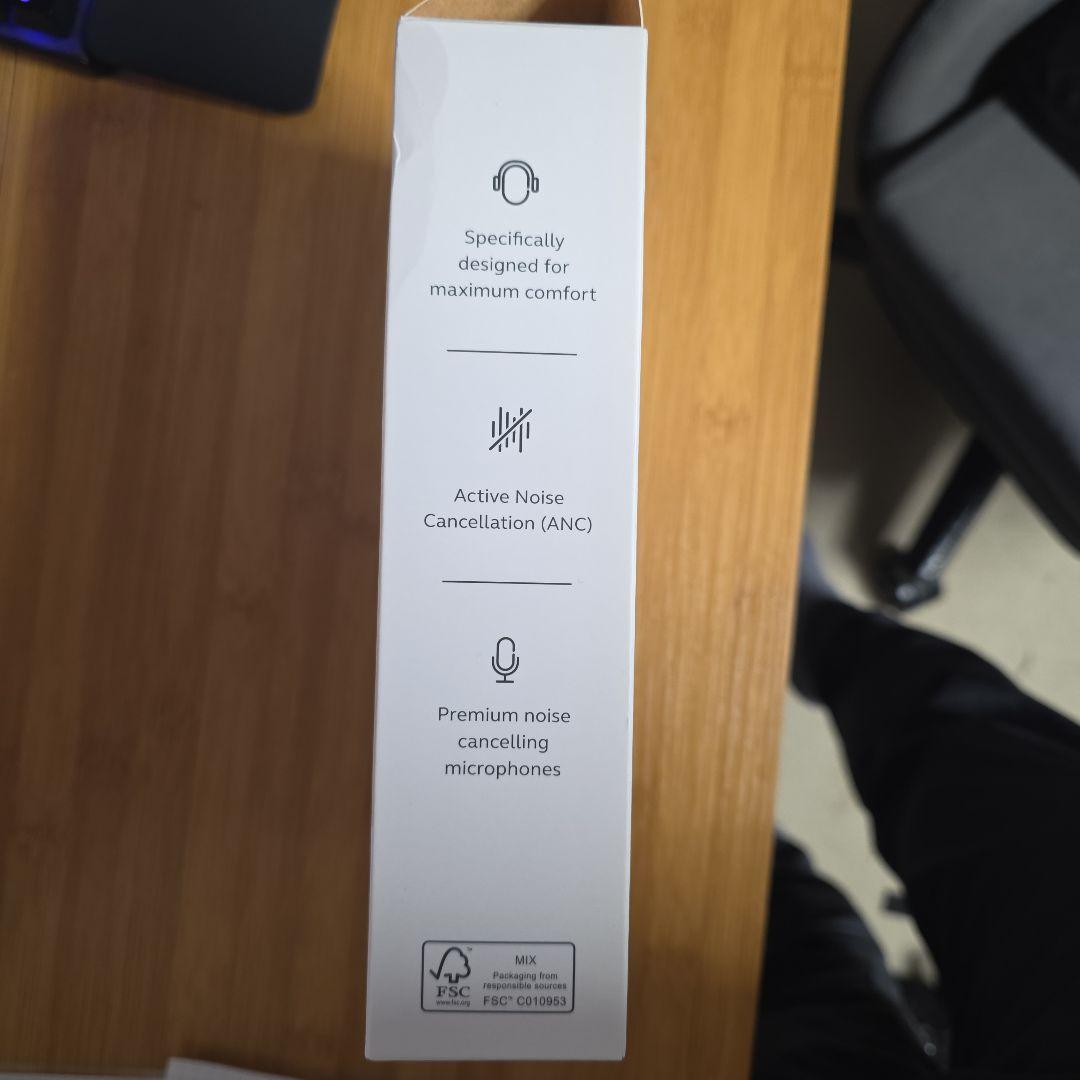 Specifically
designed for
maximum comfort
Active Noise
Cancellation (ANC)
Premium noise
cancelling
microphones
FSC
www.fsc.org
MIX
Packaging from
responsible sources
FSC™ C010953